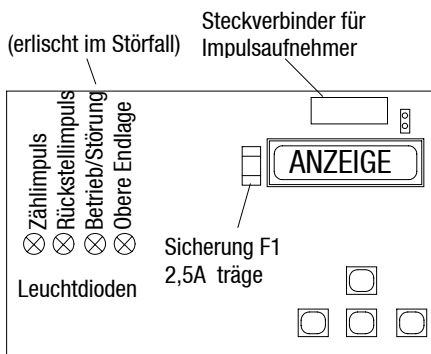 Steckverbinder für
Impulsaufnehmer
(erlischt im Störfall)
Zählimpuls
Rückstellimpuls
Betrieb/Störung
Obere Endlage
ANZEIGE
Sicherung F1
2,5A träge
Leuchtdioden